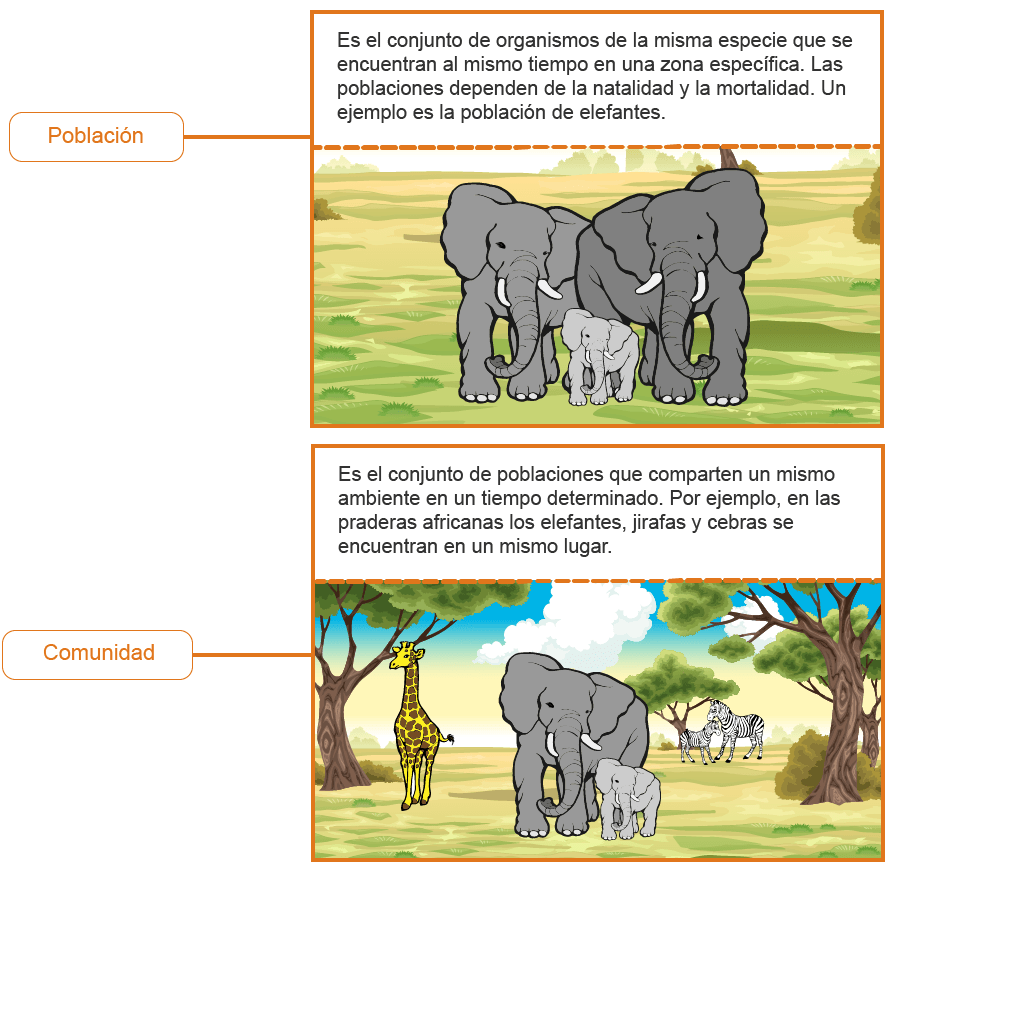 Es el conjunto de organismos de la misma especie que se
encuentran al mismo tiempo en una zona específica. Las
poblaciones dependen de la natalidad y la mortalidad. Un
ejemplo es la población de elefantes.
Población
Es el conjunto de poblaciones que comparten un mismo
ambiente en un tiempo determinado. Por ejemplo, en las
praderas africanas los elefantes, jirafas y cebras se
encuentran en un mismo lugar.
Comunidad